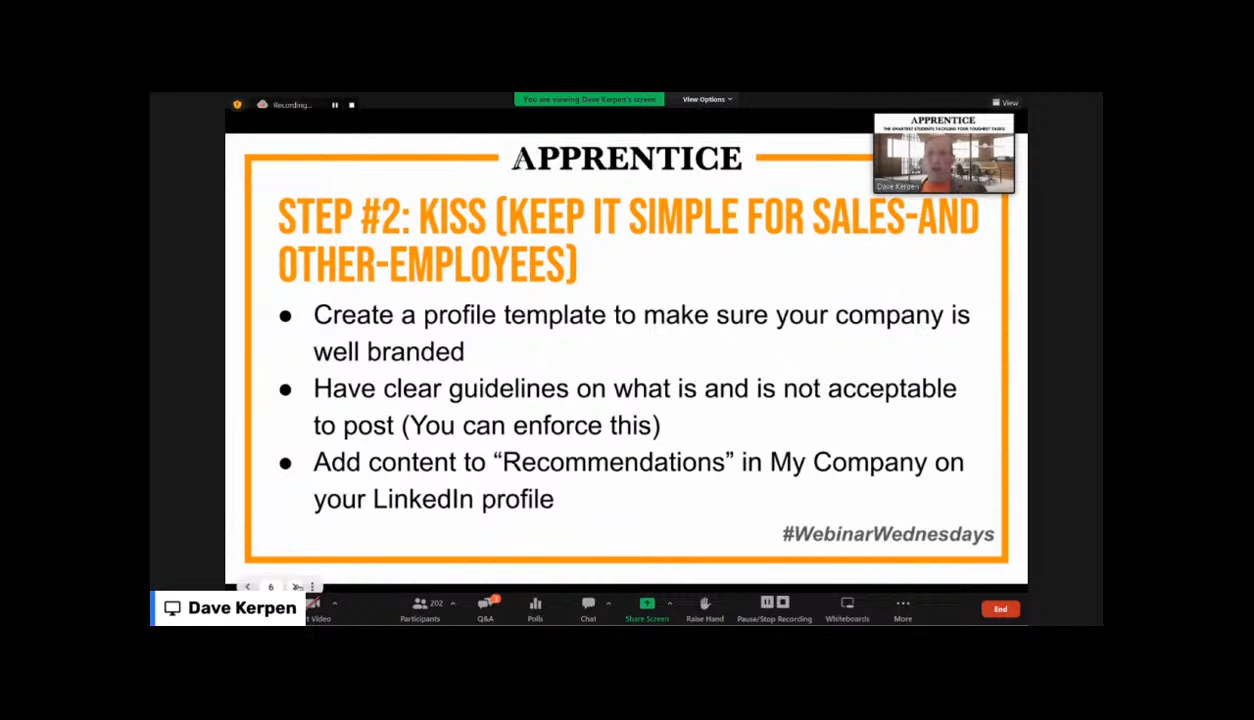 Recording...
You are viewing Dave Kerpen's screen
View Options
View
APPRENTICE
THE SMARTEST STUDENTS TACKLING YOUR TOUGHEST TASKS
Dave Kerpen
APPRENTICE
STEP #2: KISS (KEEP IT SIMPLE FOR SALES-AND
OTHER-EMPLOYEES)
● Create a profile template to make sure your company is
well branded
● Have clear guidelines on what is and is not acceptable
to post (You can enforce this)
● Add content to “Recommendations” in My Company on
your LinkedIn profile
#WebinarWednesdays
6
Dave Kerpen
Video
Participants 202
Q&A 3
Polls
Chat
Share Screen
Raise Hand
Pause/Stop Recording
Whiteboards
More
End